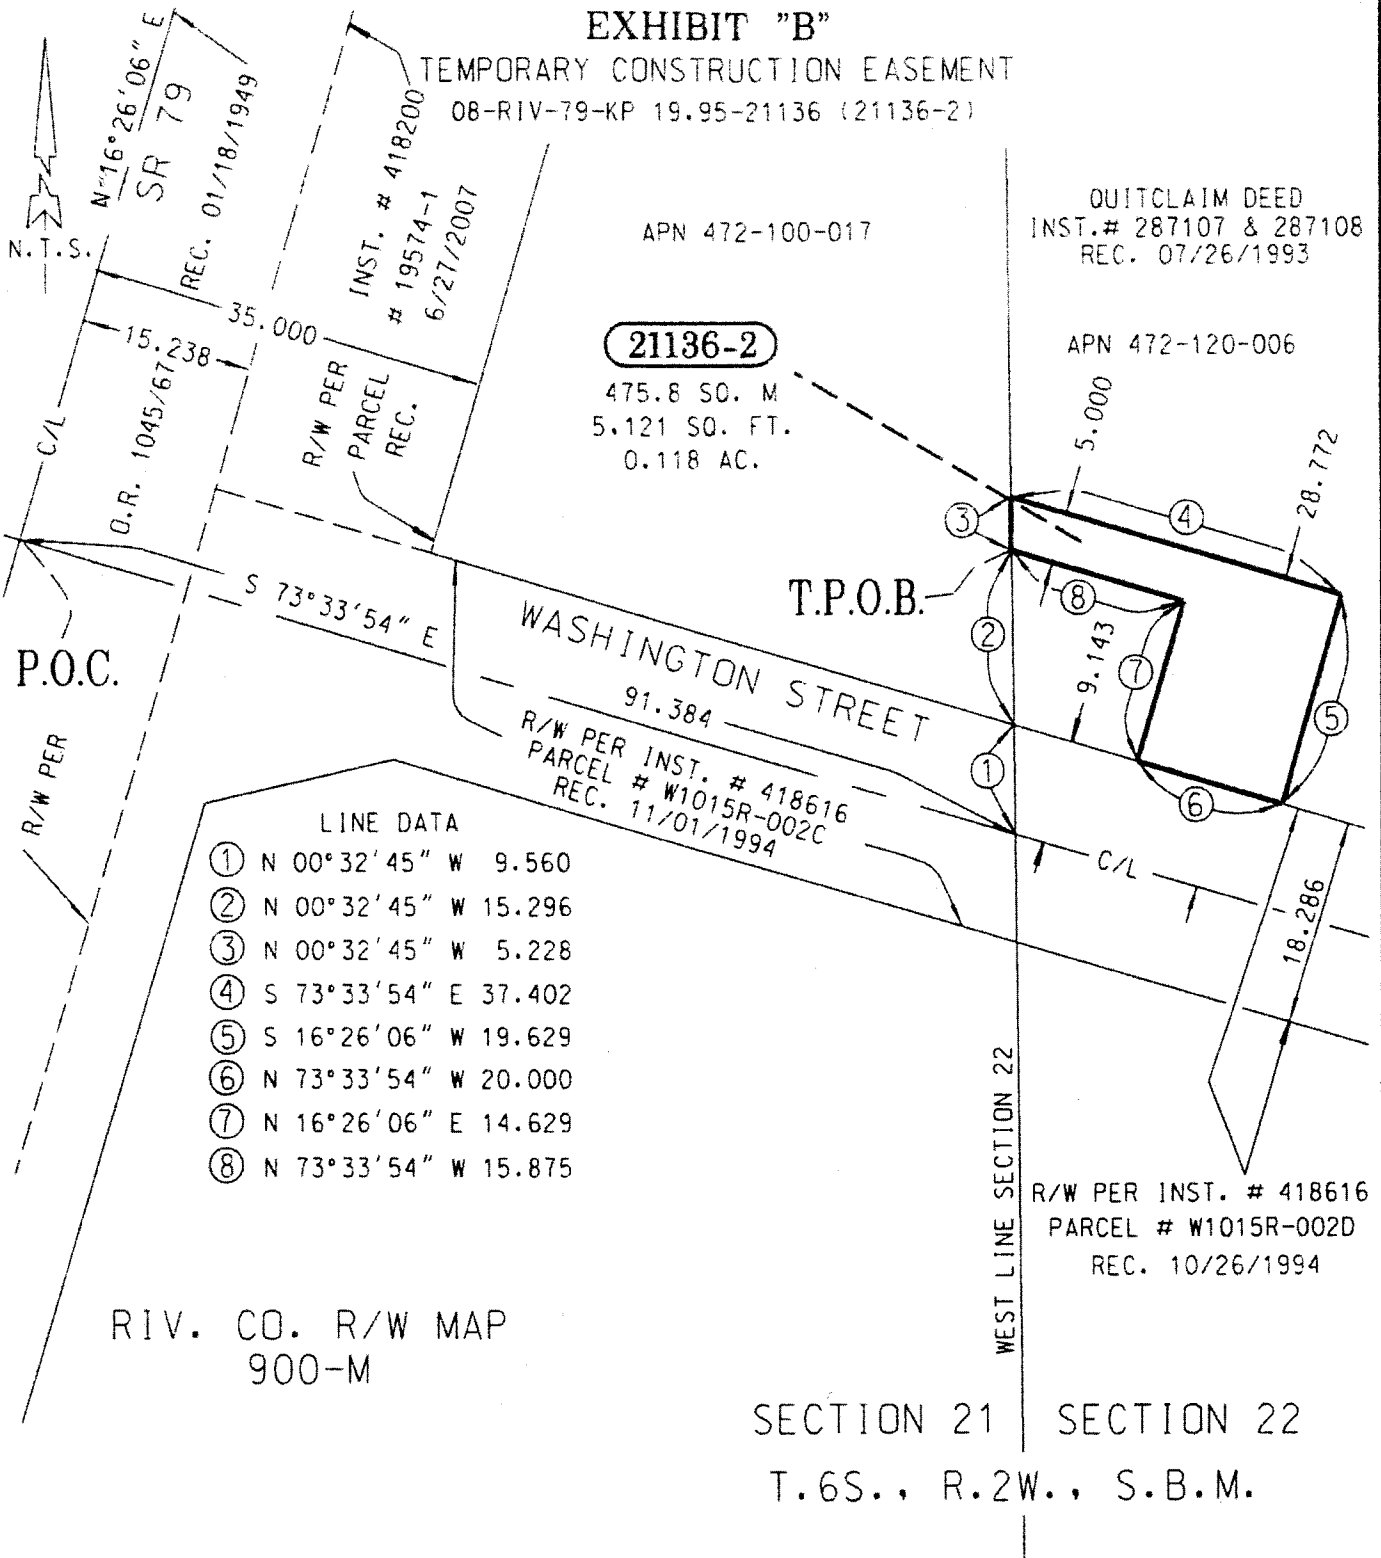 EXHIBIT "B"
TEMPORARY CONSTRUCTION EASEMENT
08-RIV-79-KP 19.95-21136 (21136-2)
N 16°26'06" E
SR 79
REC. 01/18/1949
INST. # 418200
# 19574-1
6/27/2007
N.T.S.
APN 472-100-017
QUITCLAIM DEED
INST.# 287107 & 287108
REC. 07/26/1993
35.000
15.238
21136-2
475.8 SQ. M
5.121 SQ. FT.
0.118 AC.
APN 472-120-006
C/L
O.R. 1045/67
R/W PER
PARCEL
REC.
5.000
28.772
3
4
S 73°33'54" E
T.P.O.B.
8
P.O.C.
WASHINGTON STREET
2
9.143
7
91.384
5
R/W PER
R/W PER INST. # 418616
PARCEL # W1015R-002C
REC. 11/01/1994
1
6
C/L
18.286
LINE DATA
1 N 00°32'45" W 9.560
2 N 00°32'45" W 15.296
3 N 00°32'45" W 5.228
4 S 73°33'54" E 37.402
5 S 16°26'06" W 19.629
6 N 73°33'54" W 20.000
7 N 16°26'06" E 14.629
8 N 73°33'54" W 15.875
WEST LINE SECTION 22
R/W PER INST. # 418616
PARCEL # W1015R-002D
REC. 10/26/1994
RIV. CO. R/W MAP
900-M
SECTION 21
SECTION 22
T.6S., R.2W., S.B.M.